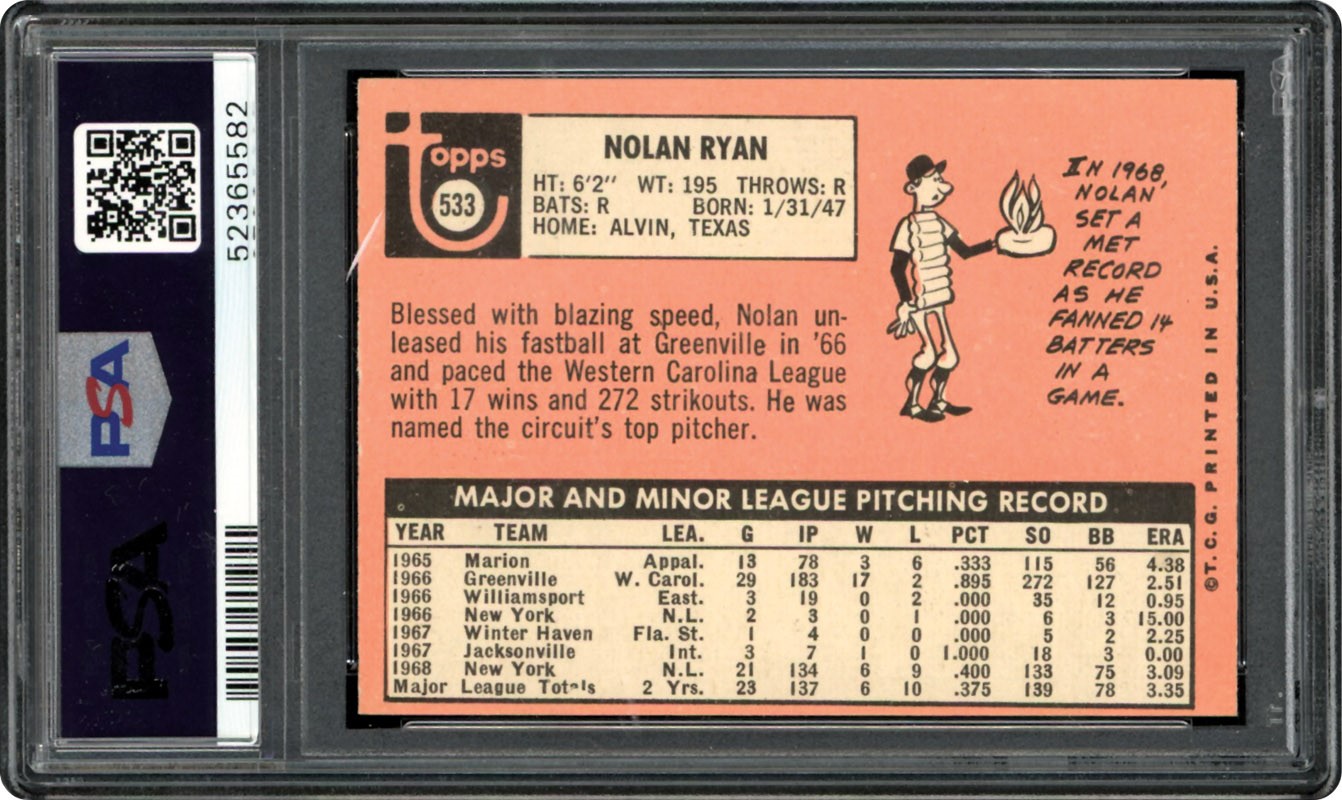 52365582
PSA
PSA
topps
533
NOLAN RYAN
HT: 6'2" WT: 195 THROWS: R
BATS: R BORN: 1/31/47
HOME: ALVIN, TEXAS
Blessed with blazing speed, Nolan un-
leased his fastball at Greenville in '66
and paced the Western Carolina League
with 17 wins and 272 strikouts. He was
named the circuit's top pitcher.
IN 1968
NOLAN'
SET A
MET
RECORD
AS HE
FANNED 14
BATTERS
IN A
GAME.
MAJOR AND MINOR LEAGUE PITCHING RECORD
YEAR TEAM LEA. G IP W L PCT SO BB ERA
1965 Marion Appal. 13 78 3 6 .333 115 56 4.38
1966 Greenville W. Carol. 29 183 17 2 .895 272 127 2.51
1966 Williamsport East. 3 19 0 2 .000 35 12 0.95
1966 New York N.L. 2 3 0 1 .000 6 3 15.00
1967 Winter Haven Fla. St. 1 4 0 0 .000 5 2 2.25
1967 Jacksonville Int. 3 7 1 0 1.000 18 3 0.00
1968 New York N.L. 21 134 6 9 .400 133 75 3.09
Major League Totals 2 Yrs. 23 137 6 10 .375 139 78 3.35
©T.C.G. PRINTED IN U.S.A.